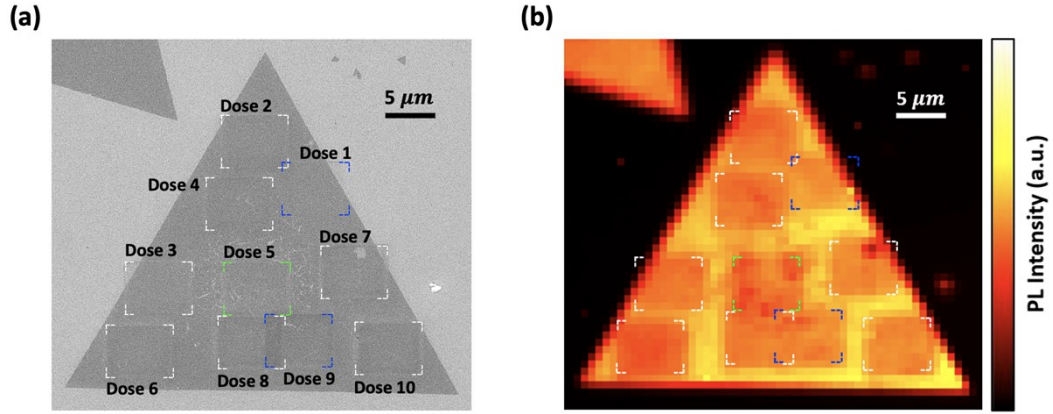 (a)
(b)
Dose 2
5 μm
Dose 1
Dose 4
Dose 3
Dose 5
Dose 7
Dose 6
Dose 8
Dose 9
Dose 10
5 μm
PL Intensity (a.u.)